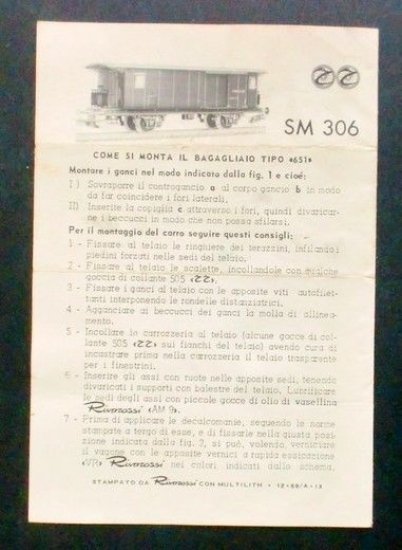 SM 306
COME SI MONTA IL BAGAGLIAIO TIPO «651»
Montare i ganci nel modo indicato dalla fig. 1 e cioé:
I ) Sovraporre il controgancio a al corpo gancio b in modo
da far coincidere i fori laterali.
II) Inserite la copiglia c attraverso i fori, quindi divaricar-
ne i beccucci in modo che non possa sfilarsi.
Per il montaggio del carro seguire questi consigli:
1 - Fissare al telaio le ringhiere dei terazzini, infilando i
piedini forzati nelle sedi del telaio.
2 - Fissare al telaio le scalette, incollandole con qualche
goccia di collante 505
3 - Fissare i ganci al telaio con le apposite viti autofilet-
tanti interponendo le rondelle distanziatrici.
4 - Agganciare ai beccucci dei ganci la molla di allinea-
mento.
5 - Incollare la carrozzeria al telaio (alcune gocce di col-
lante 505 sui fianchi del telaio) avendo cura di
incastrare prima nella carrozzeria il telaio trasparente
per i finestrini.
6 - Inserire gli assi con ruote nelle apposite sedi, tenendo
divaricati i supporti con balestre del telaio. Lubrificare
le sedi degli assi con piccole gocce di olio di vasellina
Rivarossi «AM 9».
7 - Prima di applicare le decalcomanie, seguendo le norme
stampate a tergo di esse, e di fissarle nella giusta posi-
zione indicata dalla fig. 2, si può, volendo, verniciare
il vagone con le apposite vernici a rapida essiccazione
«VR» Rivarossi nei colori indicati dallo schema.
STAMPATO DA Rivarossi CON MULTILITH •